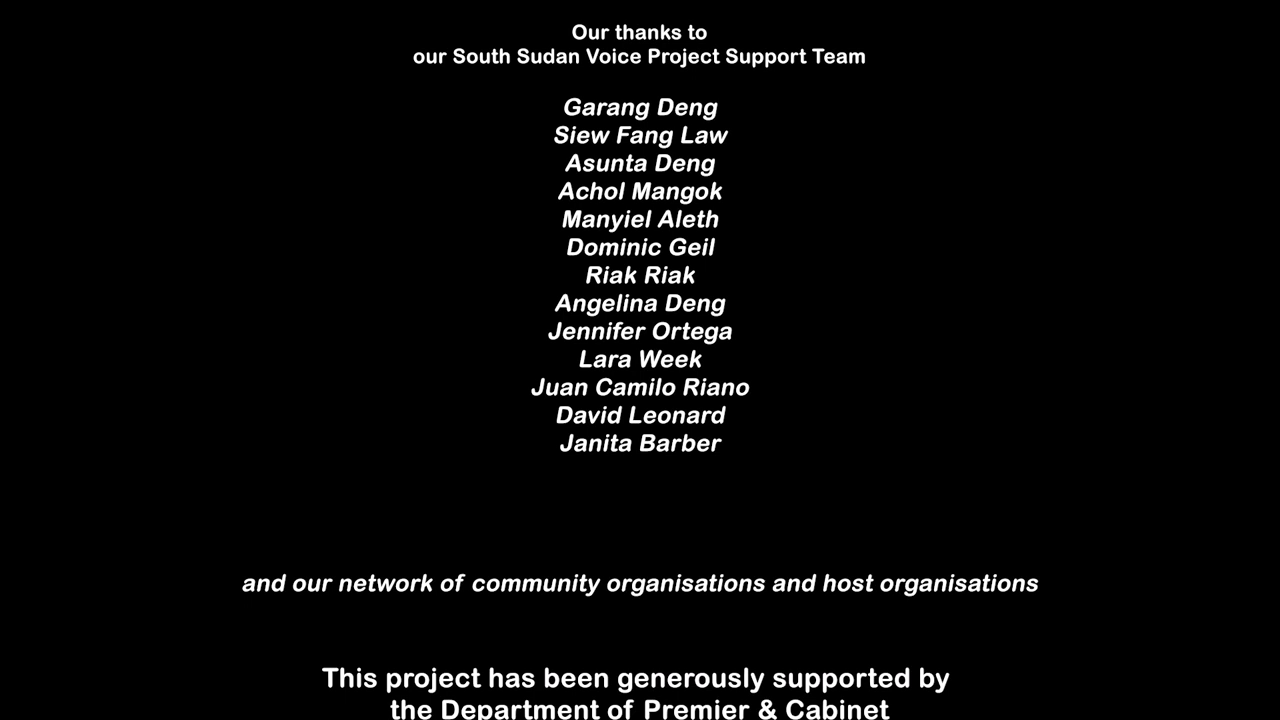 Our thanks to
our South Sudan Voice Project Support Team
Garang Deng
Siew Fang Law
Asunta Deng
Achol Mangok
Manyiel Aleth
Dominic Geil
Riak Riak
Angelina Deng
Jennifer Ortega
Lara Week
Juan Camilo Riano
David Leonard
Janita Barber
and our network of community organisations and host organisations
This project has been generously supported by
the Department of Premier & Cabinet